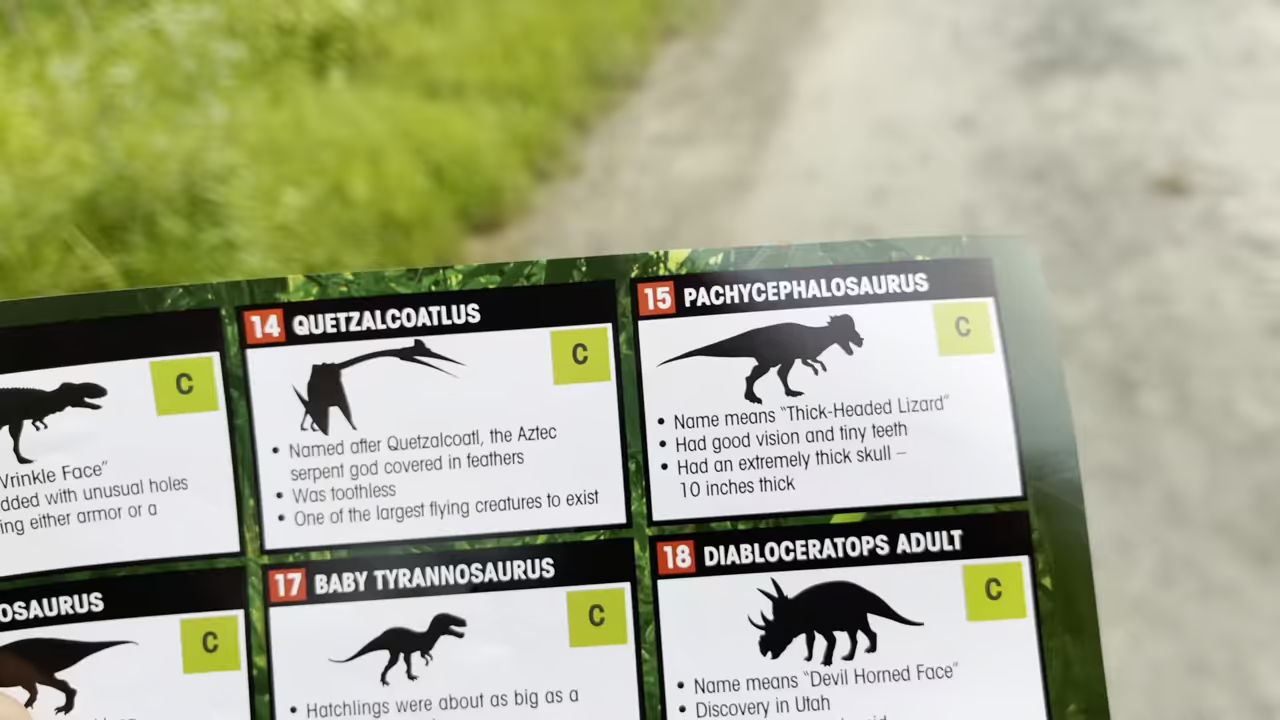 C
Wrinkle Face"
dded with unusual holes
ing either armor or a
14 QUETZALCOATLUS
C
• Named after Quetzalcoatl, the Aztec
serpent god covered in feathers
• Was toothless
• One of the largest flying creatures to exist
15 PACHYCEPHALOSAURUS
C
• Name means "Thick-Headed Lizard"
• Had good vision and tiny teeth
• Had an extremely thick skull –
10 inches thick
OSAURUS
C
17 BABY TYRANNOSAURUS
C
• Hatchlings were about as big as a
18 DIABLOCERATOPS ADULT
C
• Name means "Devil Horned Face"
• Discovery in Utah